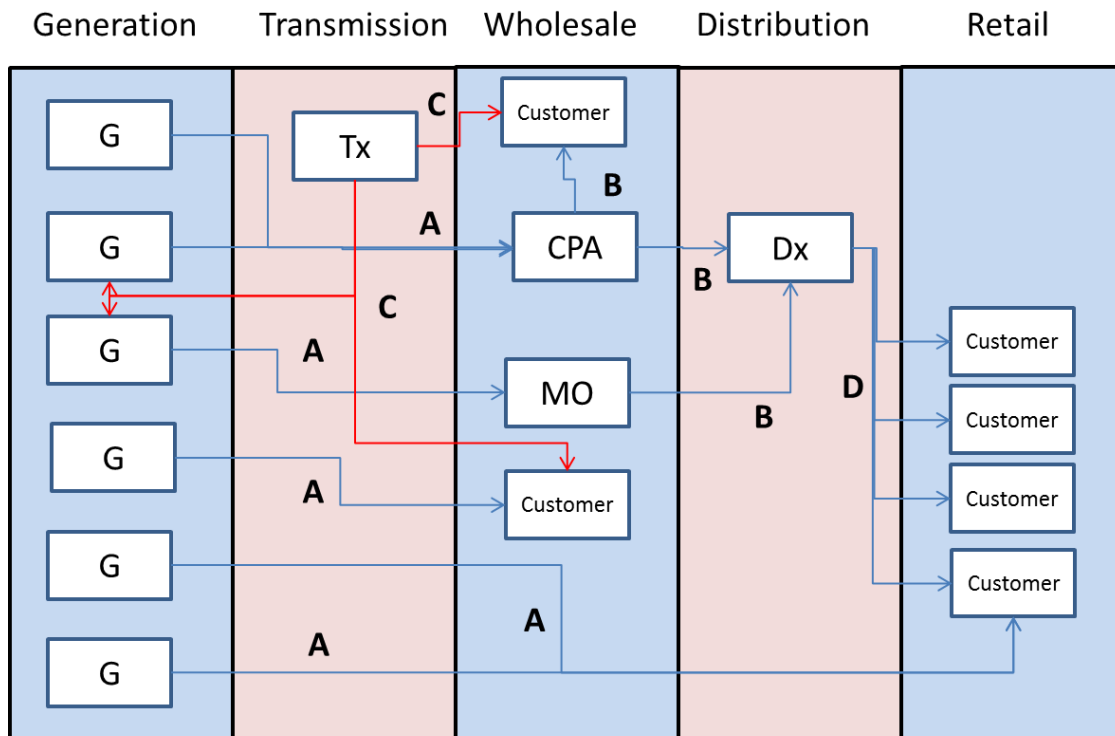 Generation Transmission Wholesale Distribution Retail
G
Tx
C
Customer
B
G
A
CPA
B
Dx
C
G
A
MO
B
D
Customer
Customer
Customer
Customer
G
A
Customer
G
A
G
A